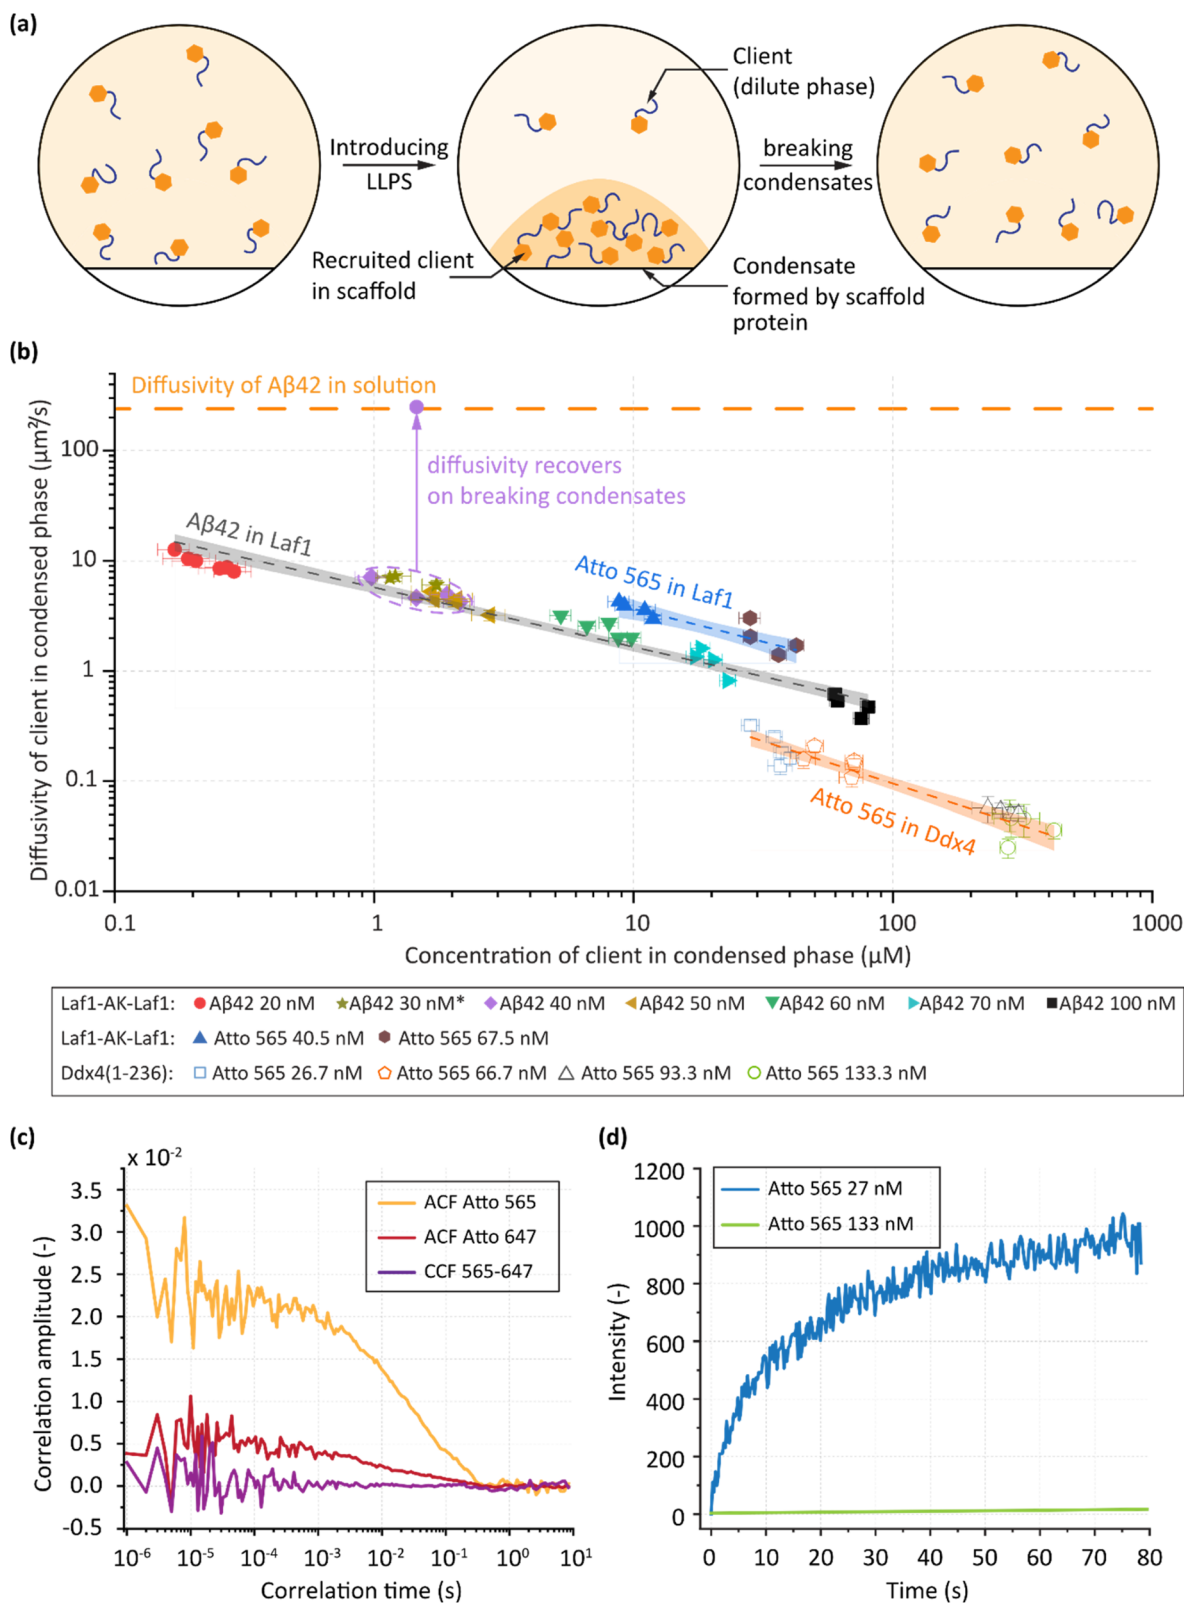 (a)
Client
(dilute phase)
Introducing
LLPS
breaking
condensates
Recruited client
in scaffold
Condensate
formed by scaffold
protein
(b)
Diffusivity of client in condensed phase (µm²/s)
Diffusivity of Aβ42 in solution
100
10
1
0.1
0.01
diffusivity recovers
on breaking condensates
Aβ42 in Laf1
Atto 565 in Laf1
Atto 565 in Ddx4
0.1 1 10 100 1000
Concentration of client in condensed phase (µM)
Laf1-AK-Laf1: Aβ42 20 nM Aβ42 30 nM* Aβ42 40 nM Aβ42 50 nM Aβ42 60 nM Aβ42 70 nM Aβ42 100 nM
Laf1-AK-Laf1: Atto 565 40.5 nM Atto 565 67.5 nM
Ddx4(1-236): Atto 565 26.7 nM Atto 565 66.7 nM Atto 565 93.3 nM Atto 565 133.3 nM
(c)
x 10⁻²
Correlation amplitude (-)
3.5
3.0
2.5
2.0
1.5
1.0
0.5
0.0
-0.5
ACF Atto 565
ACF Atto 647
CCF 565-647
10⁻⁶ 10⁻⁵ 10⁻⁴ 10⁻³ 10⁻² 10⁻¹ 10⁰ 10¹
Correlation time (s)
(d)
Intensity (-)
1200
1000
800
600
400
200
0
Atto 565 27 nM
Atto 565 133 nM
0 10 20 30 40 50 60 70 80
Time (s)